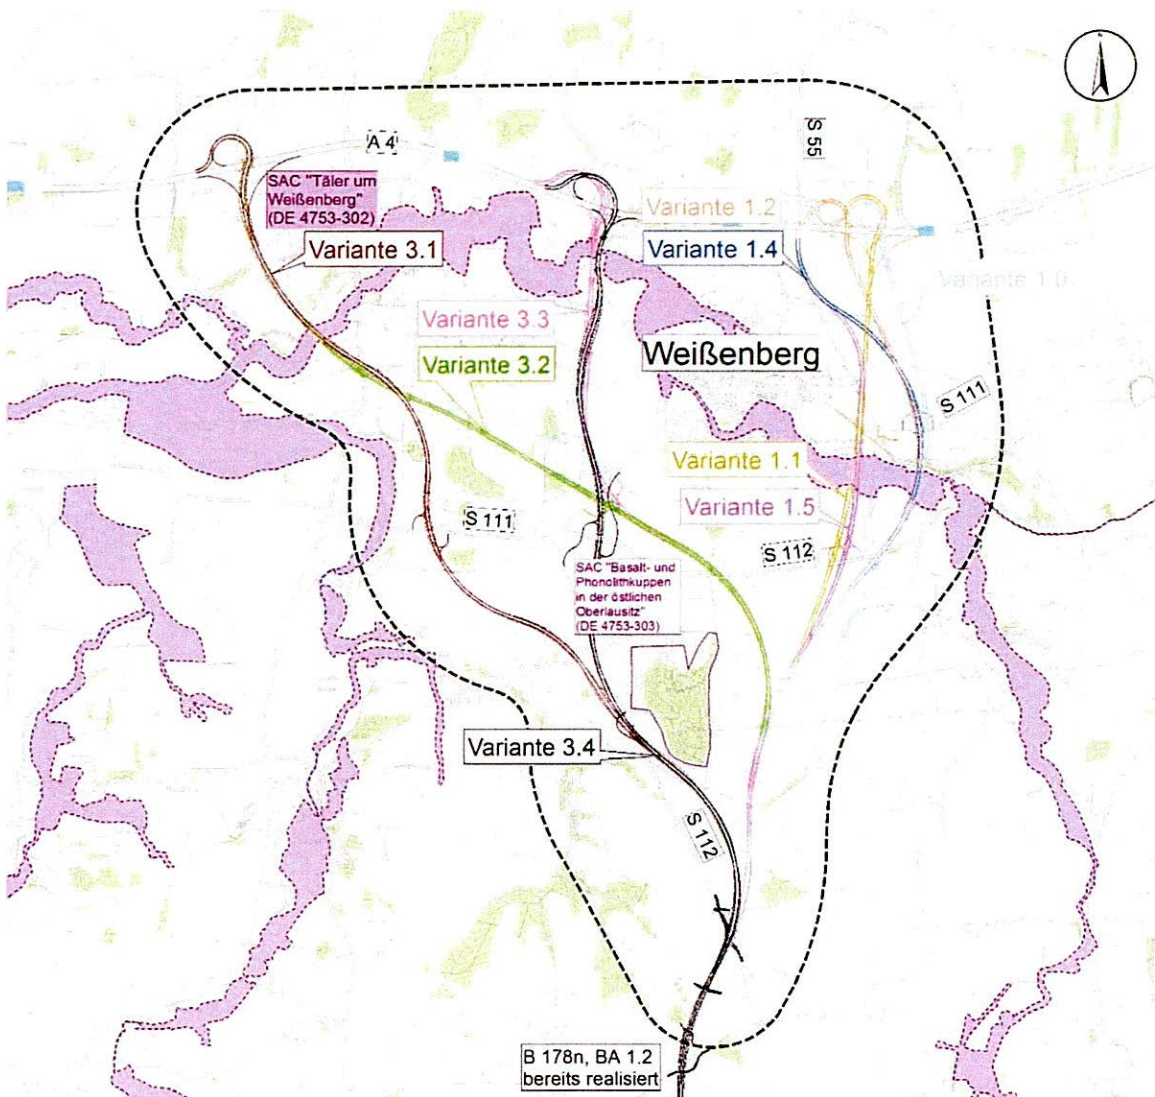 A 4
S 55
SAC "Täler um
Weißenberg"
(DE 4753-302)
Variante 1.2
Variante 3.1
Variante 1.4
Variante 1.0
Variante 3.3
Weißenberg
Variante 3.2
S 111
Variante 1.1
Variante 1.5
S 111
S 112
SAC "Basalt- und
Phonolithkuppen
in der östlichen
Oberlausitz"
(DE 4753-303)
Variante 3.4
S 112
B 178n, BA 1.2
bereits realisiert